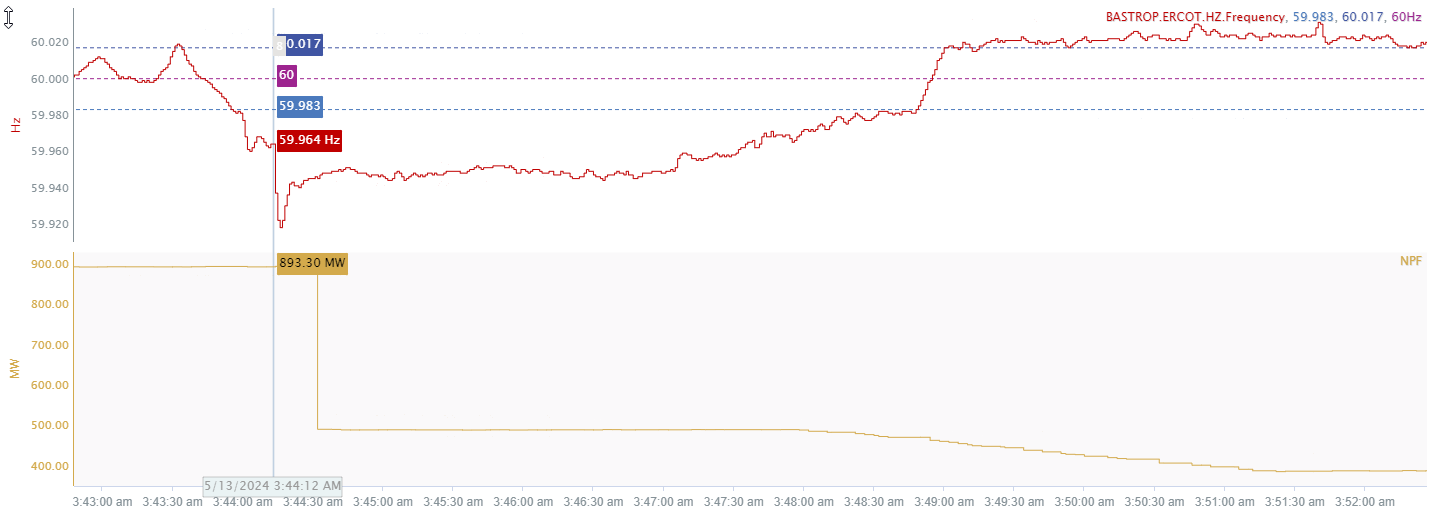 BASTROP.ERCOT.HZ.Frequency, 59.983, 60.017, 60Hz
60.020
0.017
60.000
60
59.980
59.983
Hz
59.964 Hz
59.960
59.940
59.920
NPF
900.00
893.30 MW
800.00
700.00
MW
600.00
500.00
400.00
5/13/2024 3:44:12 AM
3:43:00 am 3:43:30 am 3:44:00 am 3:44:30 am 3:45:00 am 3:45:30 am 3:46:00 am 3:46:30 am 3:47:00 am 3:47:30 am 3:48:00 am 3:48:30 am 3:49:00 am 3:49:30 am 3:50:00 am 3:50:30 am 3:51:00 am 3:51:30 am 3:52:00 am